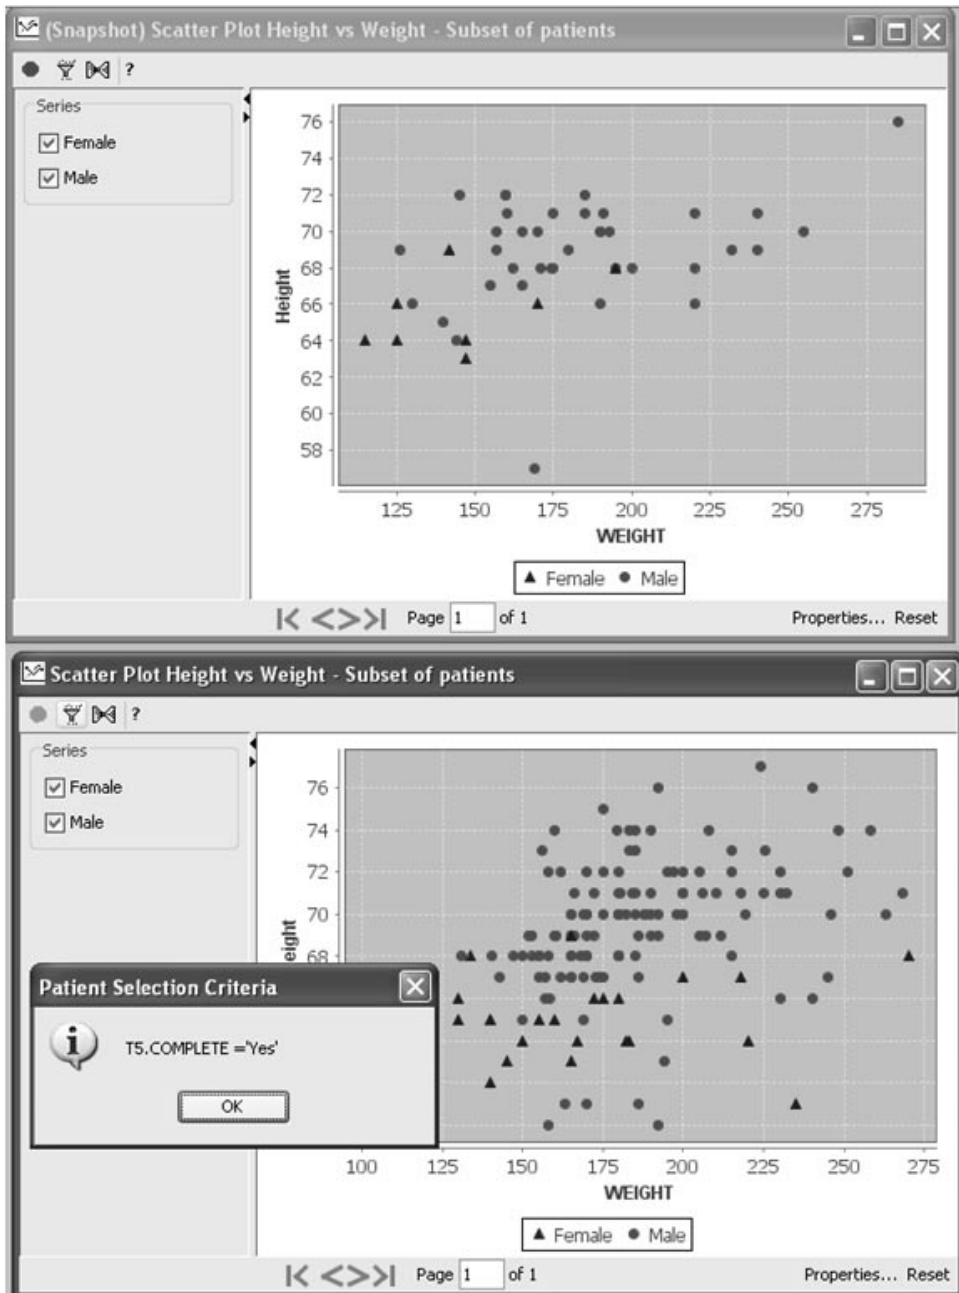 (Snapshot) Scatter Plot Height vs Weight - Subset of patients
?
Series
Female
Male
76
74
72
70
68
66
64
62
60
58
Height
125 150 175 200 225 250 275
WEIGHT
Female Male
Page 1 of 1 Properties... Reset
Scatter Plot Height vs Weight - Subset of patients
?
Series
Female
Male
76
74
72
70
68
eight
Patient Selection Criteria
T5.COMPLETE ='Yes'
OK
100 125 150 175 200 225 250 275
WEIGHT
Female Male
Page 1 of 1 Properties... Reset